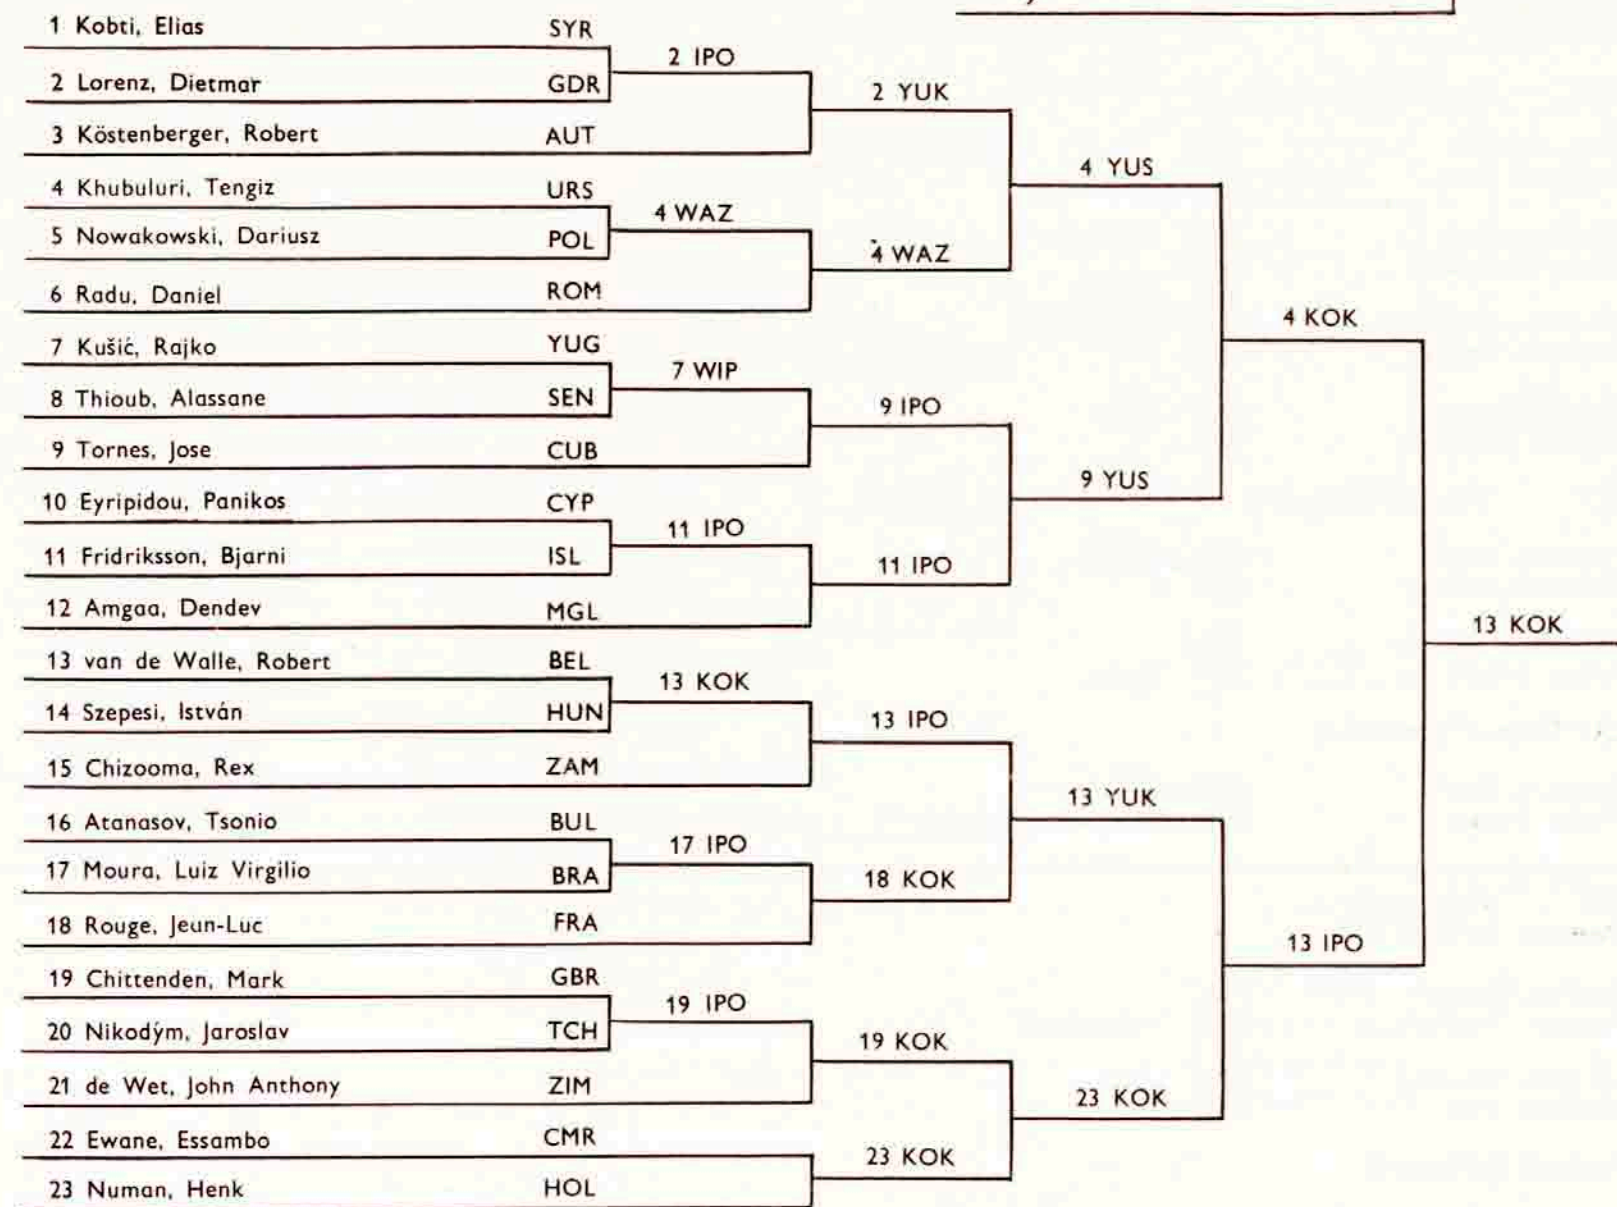 1 Kobti, Elias SYR
2 IPO
2 Lorenz, Dietmar GDR
2 YUK
3 Köstenberger, Robert AUT
4 YUS
4 Khubuluri, Tengiz URS
4 WAZ
5 Nowakowski, Dariusz POL
4 WAZ
6 Radu, Daniel ROM
4 KOK
7 Kušić, Rajko YUG
7 WIP
8 Thioub, Alassane SEN
9 IPO
9 Tornes, Jose CUB
9 YUS
10 Eyripidou, Panikos CYP
11 IPO
11 Fridriksson, Bjarni ISL
11 IPO
12 Amgaa, Dendev MGL
13 KOK
13 van de Walle, Robert BEL
13 KOK
14 Szepesi, István HUN
13 IPO
15 Chizooma, Rex ZAM
13 YUK
16 Atanasov, Tsonio BUL
17 IPO
17 Moura, Luiz Virgilio BRA
18 KOK
18 Rouge, Jeun-Luc FRA
13 IPO
19 Chittenden, Mark GBR
19 IPO
20 Nikodým, Jaroslav TCH
19 KOK
21 de Wet, John Anthony ZIM
23 KOK
22 Ewane, Essambo CMR
23 KOK
23 Numan, Henk HOL